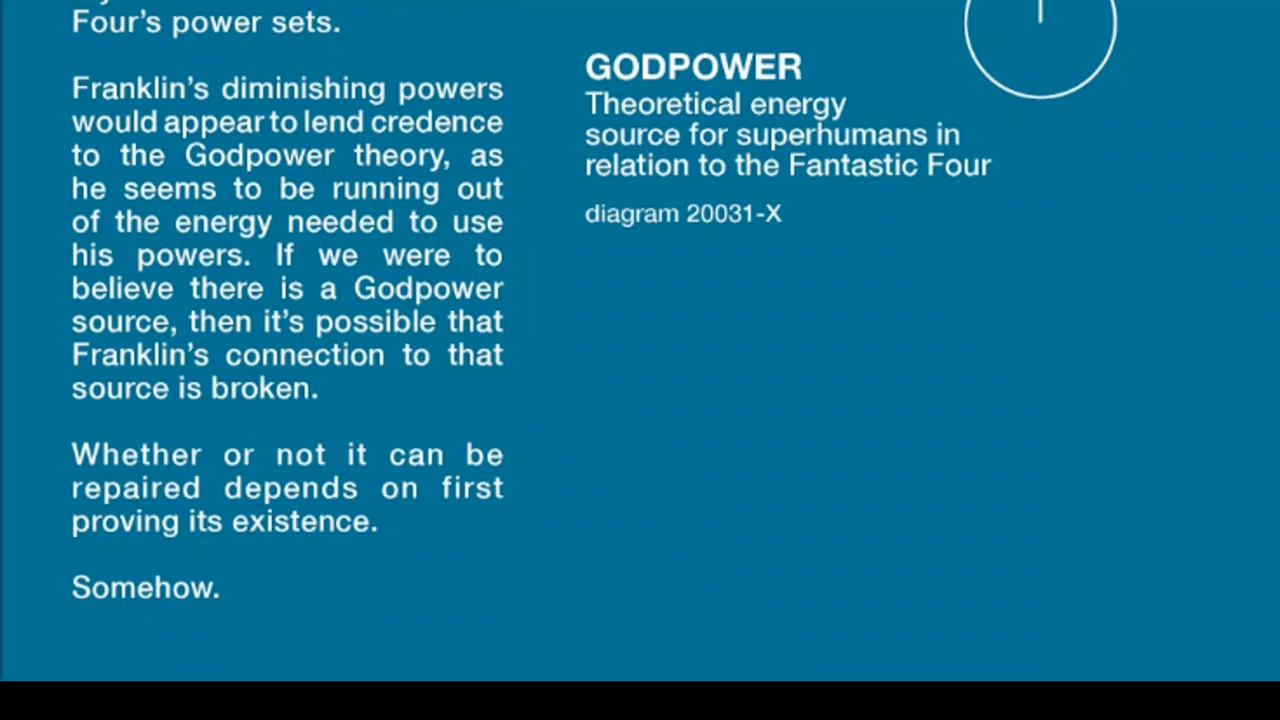 Four’s power sets.
Franklin’s diminishing powers
would appear to lend credence
to the Godpower theory, as
he seems to be running out
of the energy needed to use
his powers. If we were to
believe there is a Godpower
source, then it’s possible that
Franklin’s connection to that
source is broken.
Whether or not it can be
repaired depends on first
proving its existence.
Somehow.
GODPOWER
Theoretical energy
source for superhumans in
relation to the Fantastic Four
diagram 20031-X